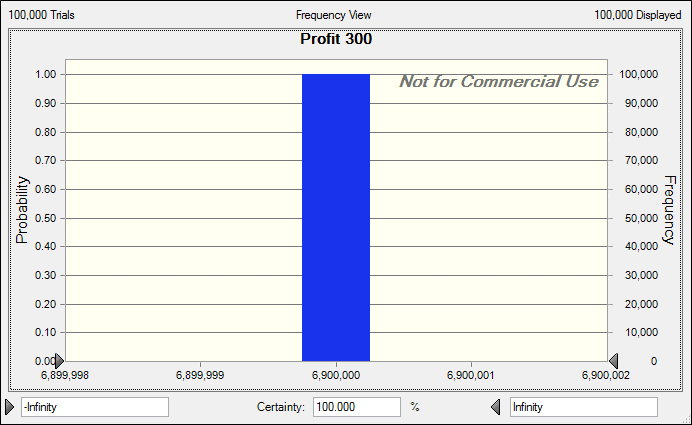 100,000 Trials Frequency View 100,000 Displayed
Profit 300
Not for Commercial Use
1.00 100,000
0.90 90,000
0.80 80,000
0.70 70,000
0.60 60,000
0.50 50,000
0.40 40,000
0.30 30,000
0.20 20,000
0.10 10,000
0.00 0
Probability
Frequency
6,899,998 6,899,999 6,900,000 6,900,001 6,900,002
-Infinity Certainty: 100.000 % Infinity